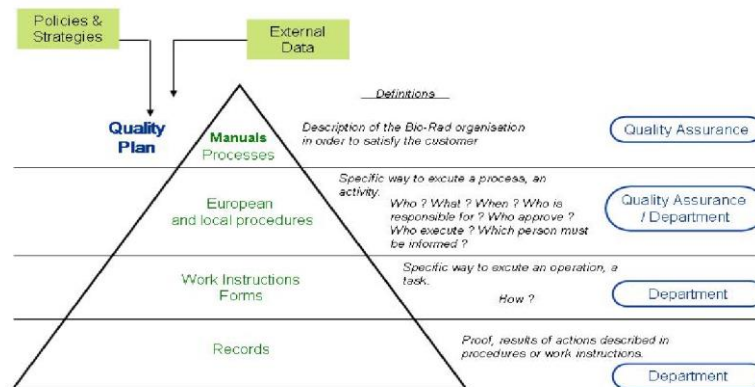 Policies &
Strategies
External
Data
Definitions
Quality
Plan
Manuals
Processes
Description of the Bio-Rad organisation
in order to satisfy the customer
Quality Assurance
European
and local procedures
Specific way to excute a process, an
activity.
Who ? What ? When ? Who is
responsible for ? Who approve ?
Who execute ? Which person must
be informed ?
Quality Assurance
/ Department
Work Instructions
Forms
Specific way to excute an operation, a
task.
How ?
Department
Records
Proof, results of actions described in
procedures or work instructions.
Department